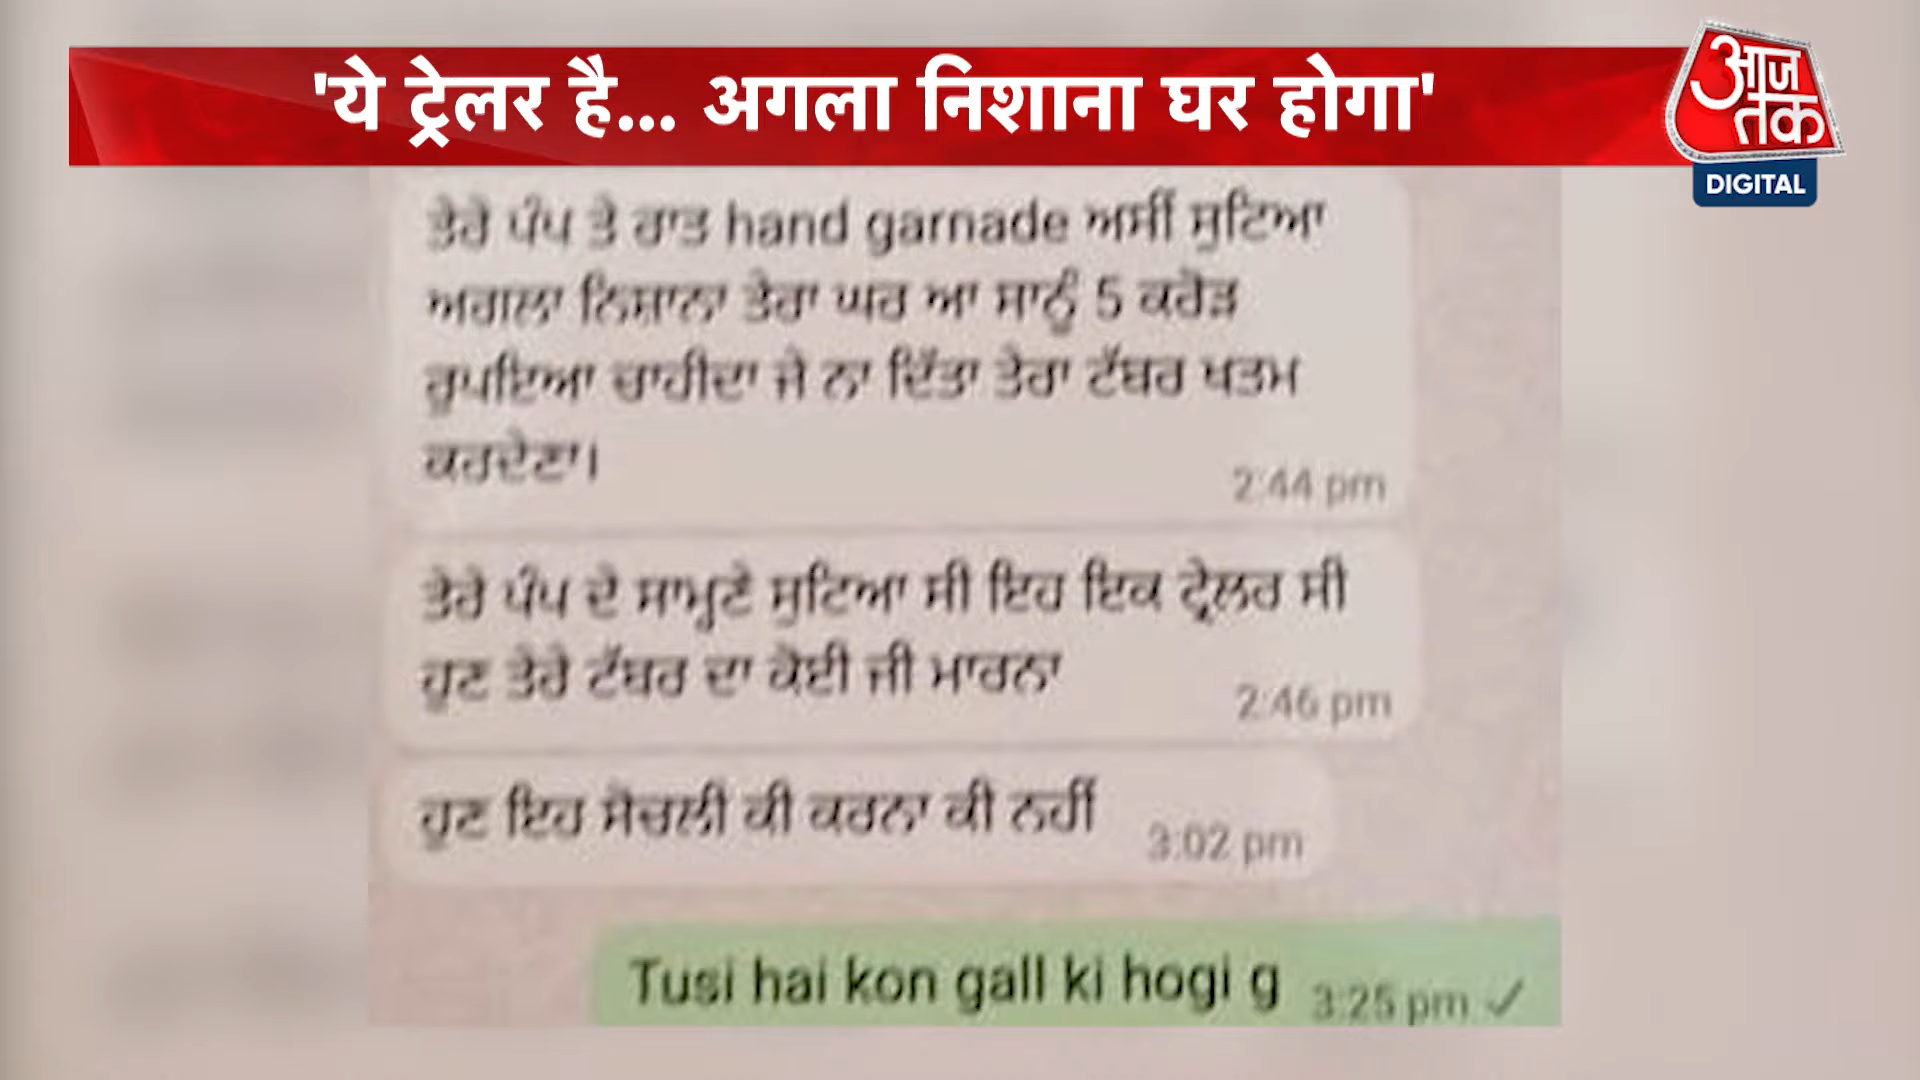 'ये ट्रेलर है... अगला निशाना घर होगा'
आज
तक
DIGITAL
ਤੇਰੇ ਪੰਪ ਤੇ ਰਾਤ hand garnade ਅਸੀਂ ਸੁਟਿਆ
ਅਗਲਾ ਨਿਸ਼ਾਨਾ ਤੇਰਾ ਘਰ ਆ ਸਾਨੂੰ 5 ਕਰੋੜ
ਰੁਪਇਆ ਚਾਹੀਦਾ ਜੇ ਨਾ ਦਿੱਤਾ ਤੇਰਾ ਟੱਬਰ ਖਤਮ
ਕਰਦੇਣਾ।
2:44 pm
ਤੇਰੇ ਪੰਪ ਦੇ ਸਾਮ੍ਹਣੇ ਸੁਟਿਆ ਸੀ ਇਹ ਇਕ ਟ੍ਰੇਲਰ ਸੀ
ਹੁਣ ਤੇਰੇ ਟੱਬਰ ਦਾ ਕੋਈ ਜੀ ਮਾਰਨਾ
2:46 pm
ਹੁਣ ਇਹ ਸੋਚਲੀ ਕੀ ਕਰਨਾ ਕੀ ਨਹੀਂ
3:02 pm
Tusi hai kon gall ki hogi g 3:25 pm